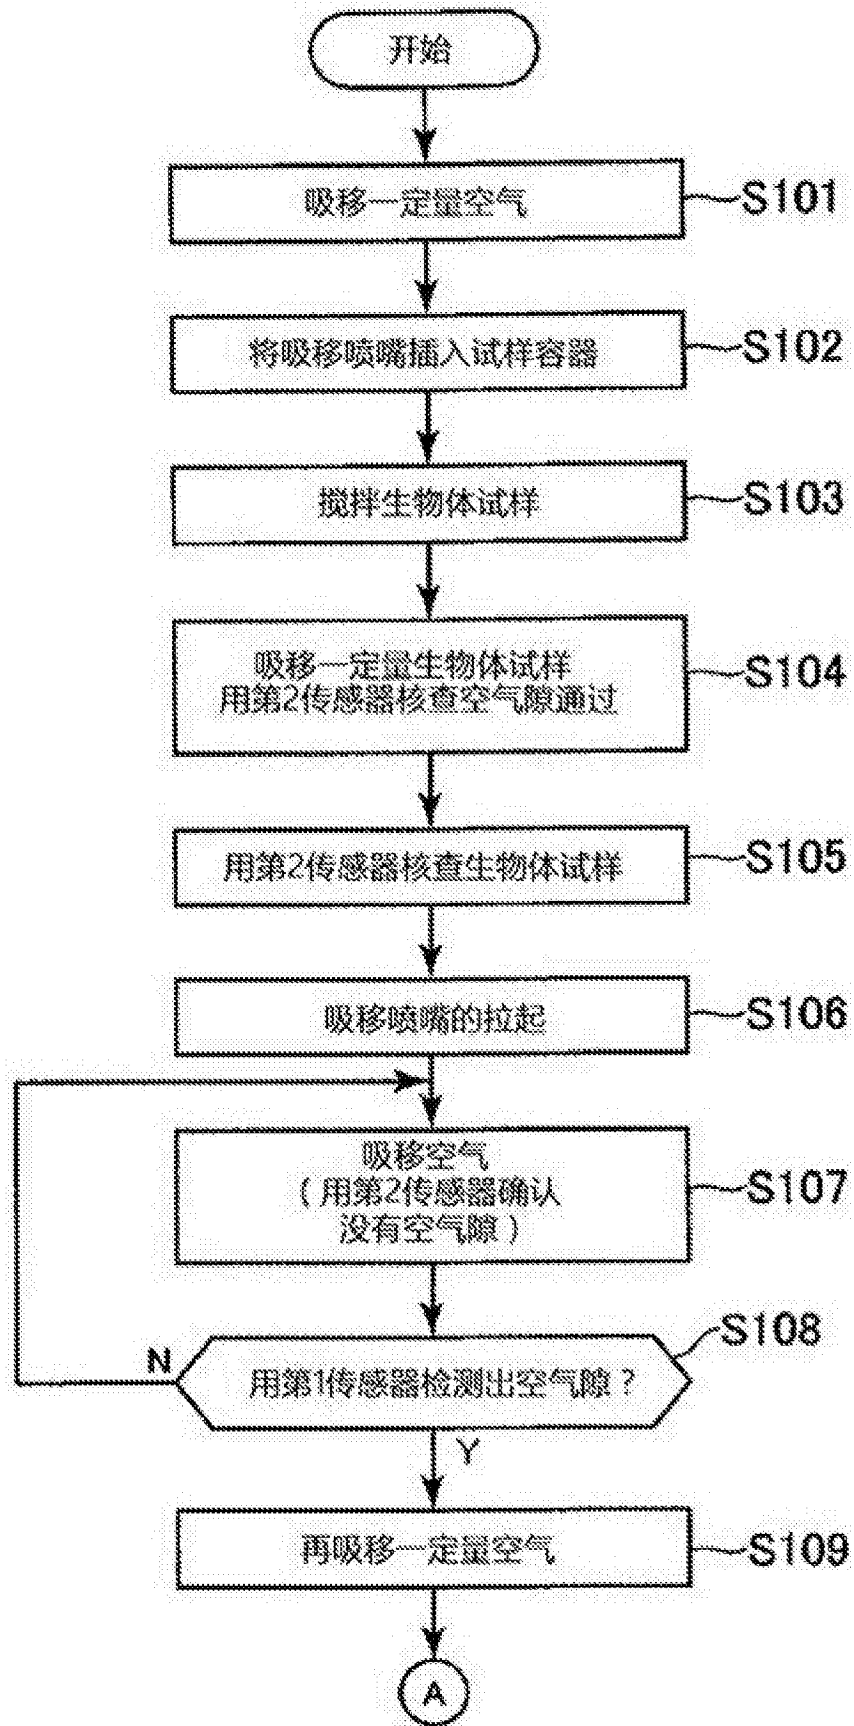 开始
吸移一定量空气
S101
将吸移喷嘴插入试样容器
S102
搅拌生物体试样
S103
吸移一定量生物体试样
用第2传感器核查空气隙通过
S104
用第2传感器核查生物体试样
S105
吸移喷嘴的拉起
S106
吸移空气
（用第2传感器确认
没有空气隙）
S107
用第1传感器检测出空气隙？
S108
N
Y
再吸移一定量空气
S109
A